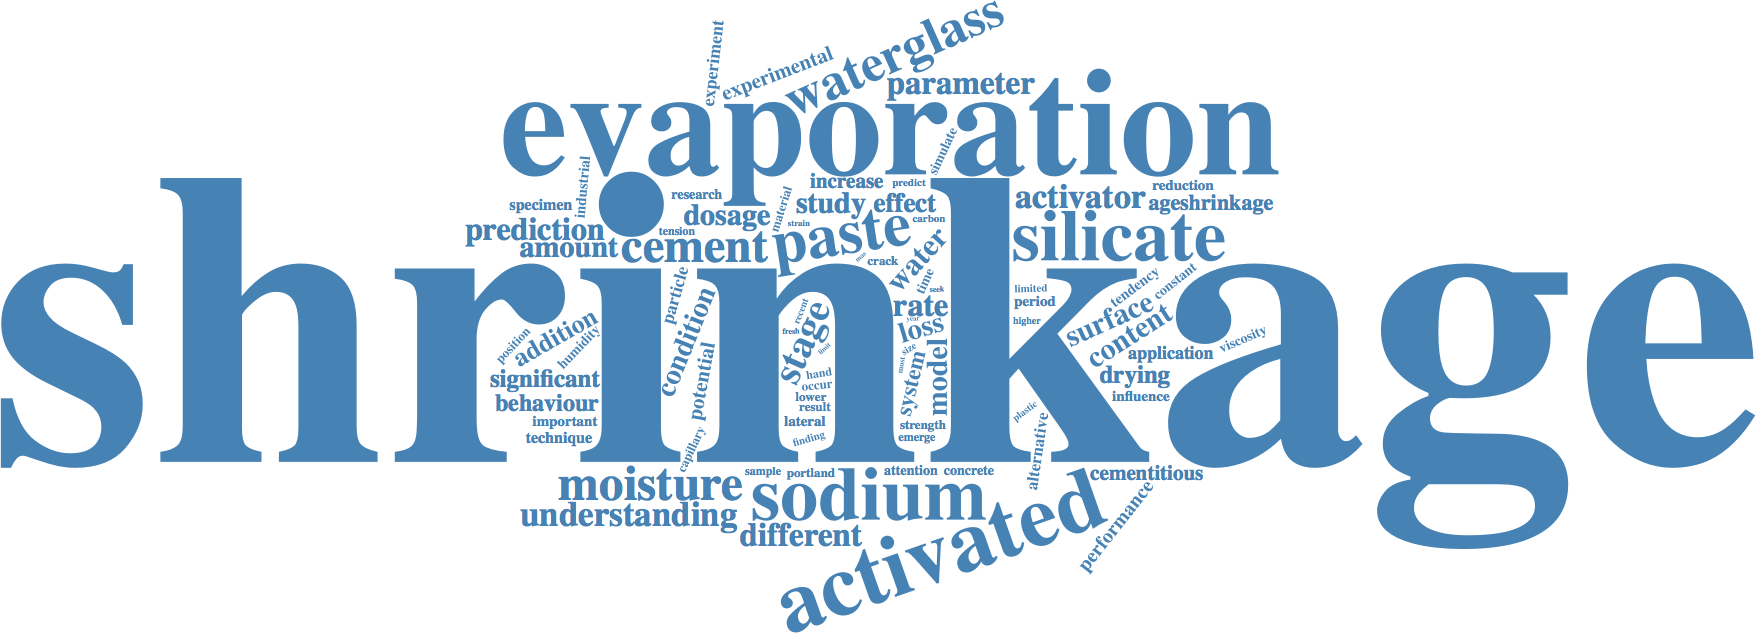 experiment
experimental
waterglass
parameter
evaporation
simulate
industrial
specimen
research
material
increase
predict
reduction
activator
ageshrinkage
dosage
study
effect
prediction
tension
strain
carbon
amount
cement
paste
water
silicate
crack
max
shrinkage
particle
condition
time
seek
limited
tendency
constant
period
rate
year
higher
surface
content
position
addition
humidity
recent
fresh
stage
limit
loss
size
most
model
system
application
viscosity
drying
influence
significant
behaviour
important
technique
potential
hand
occur
lower
result
lateral
finding
strength
emerge
plastic
alternative
capillary
sample
portland
attention
concrete
cementitious
moisture
sodium
understanding
different
activated
performance